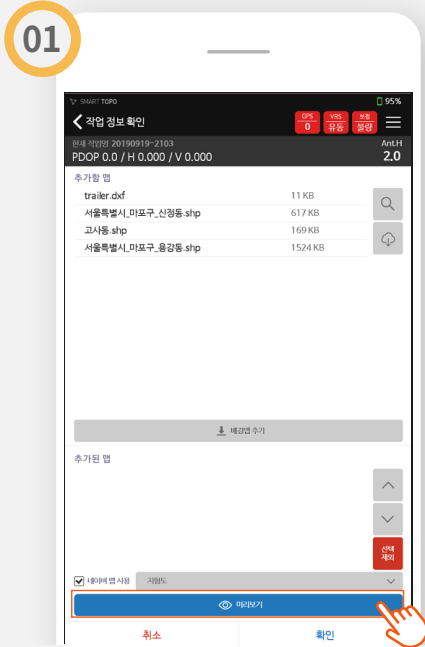 01
SMART TOPO
95%
작업 정보 확인
GPS
0
VRS
유동
보정
불량
현재 작업명 20190919-2103
Ant.H
PDOP 0.0 / H 0.000 / V 0.000
2.0
추가할 맵
trailer.dxf 11 KB
서울특별시_마포구_신정동.shp 617 KB
고사동.shp 169 KB
서울특별시_마포구_용강동.shp 1524 KB
배경맵 추가
추가된 맵
선택
제외
네이버 맵 사용
지형도
미리보기
취소
확인